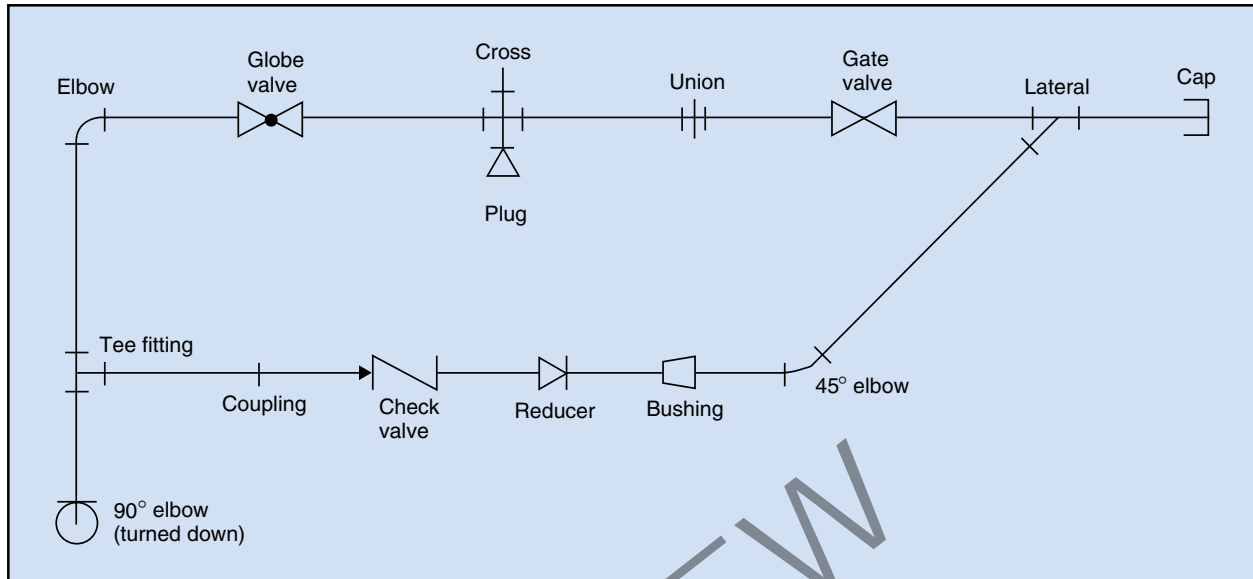 Cross
Globe
valve
Gate
valve
Union
Elbow
Lateral
Cap
Plug
Tee fitting
Coupling
Check
valve
Reducer
Bushing
45° elbow
90° elbow
(turned down)